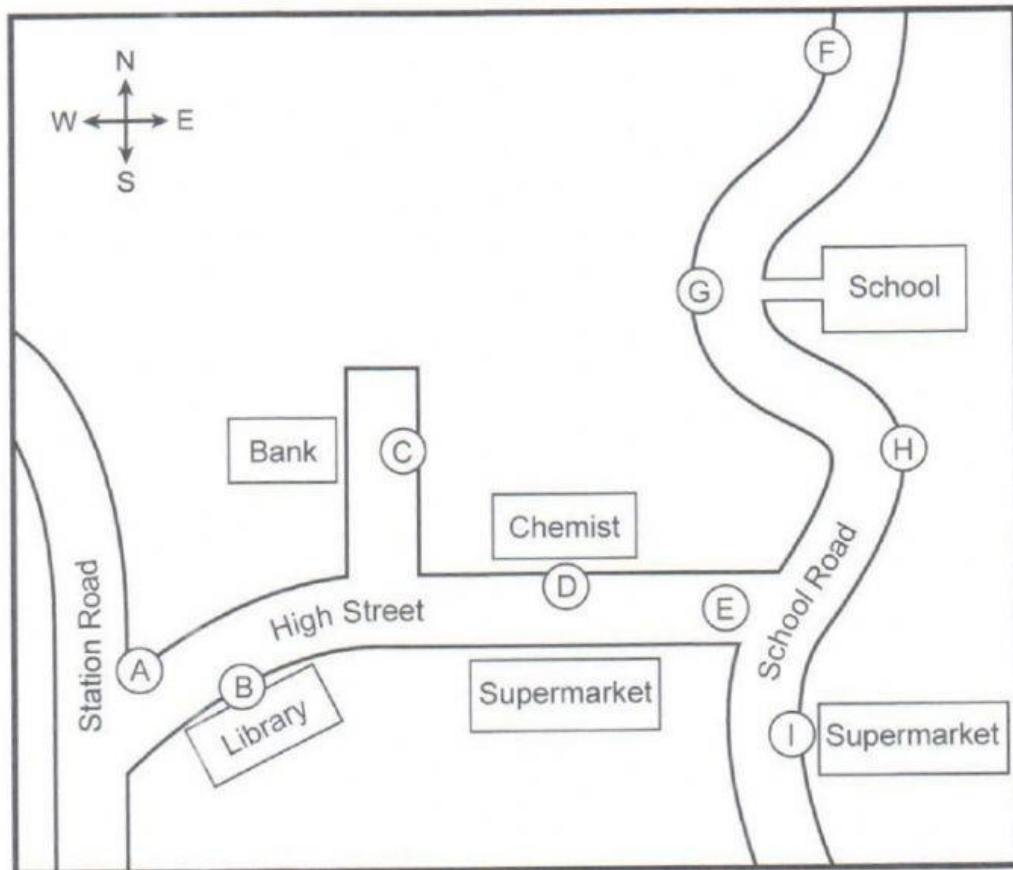 N
W E
S
F
G
School
Bank
C
H
Chemist
D
E
High Street
Station Road
School Road
A
B
Library
Supermarket
I
Supermarket